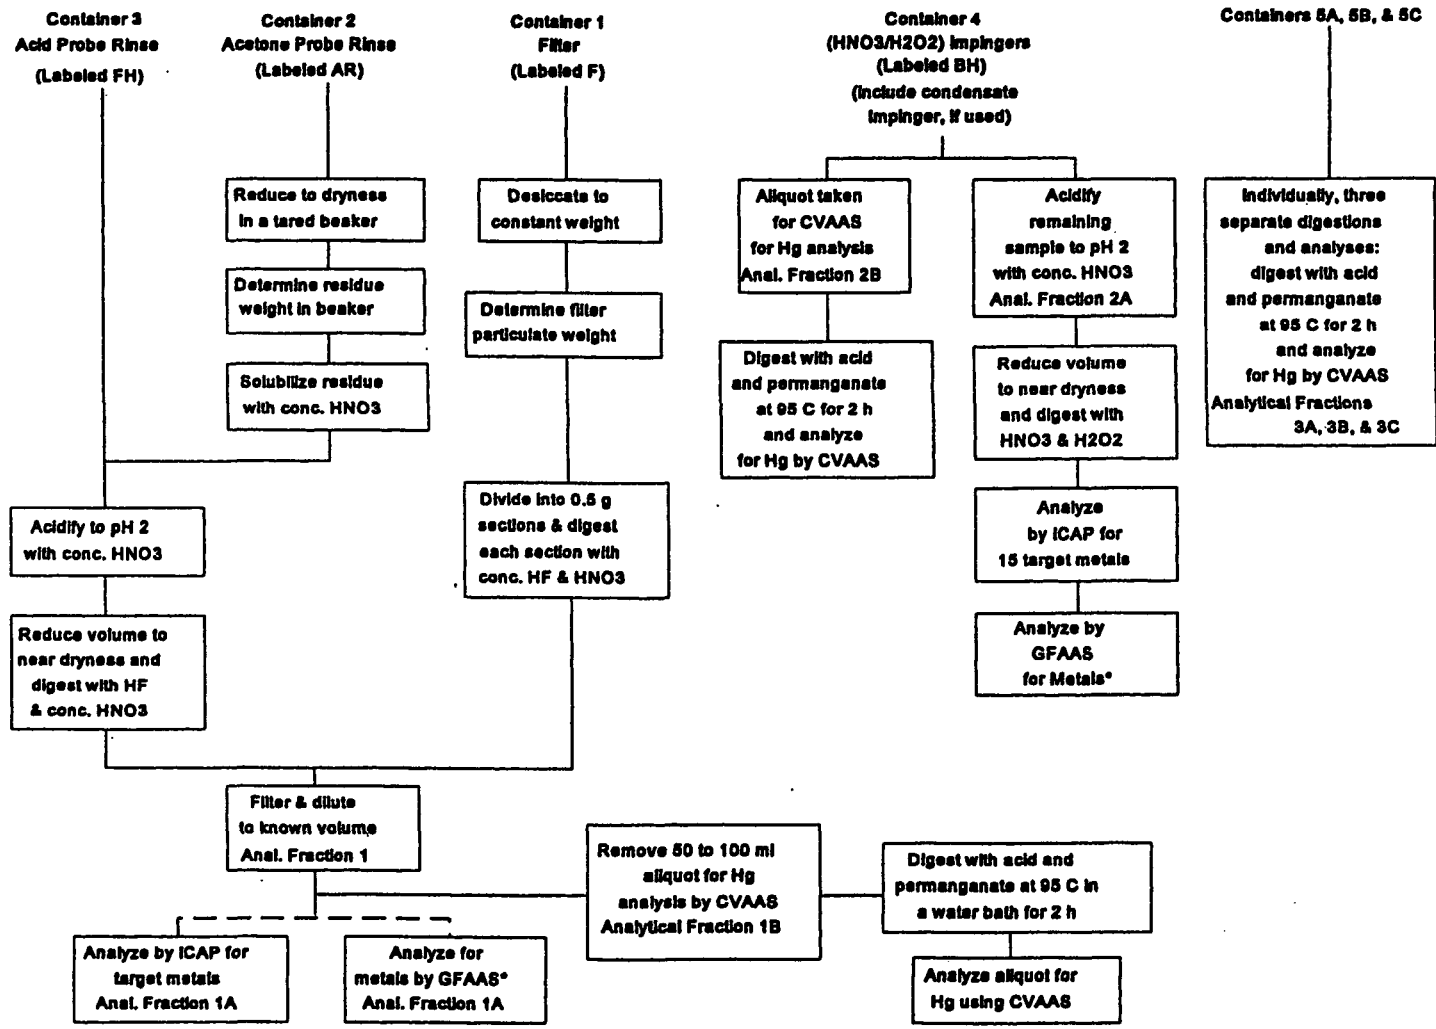 Container 3
Acid Probe Rinse
(Labeled FH)
Container 2
Acetone Probe Rinse
(Labeled AR)
Container 1
Filter
(Labeled F)
Container 4
(HNO3/H2O2) Impingers
(Labeled BH)
(include condensate
impinger, if used)
Containers 5A, 5B, & 5C
Reduce to dryness
in a tared beaker
Determine residue
weight in beaker
Solubilize residue
with conc. HNO3
Desiccate to
constant weight
Determine filter
particulate weight
Aliquot taken
for CVAAS
for Hg analysis
Anal. Fraction 2B
Digest with acid
and permanganate
at 95 C for 2 h
and analyze
for Hg by CVAAS
Acidify
remaining
sample to pH 2
with conc. HNO3
Anal. Fraction 2A
Reduce volume
to near dryness
and digest with
HNO3 & H2O2
Analyze
by ICAP for
15 target metals
Analyze by
GFAAS
for Metals*
Individually, three
separate digestions
and analyses:
digest with acid
and permanganate
at 95 C for 2 h
and analyze
for Hg by CVAAS
Analytical Fractions
3A, 3B, & 3C
Acidify to pH 2
with conc. HNO3
Reduce volume to
near dryness and
digest with HF
& conc. HNO3
Divide into 0.5 g
sections & digest
each section with
conc. HF & HNO3
Filter & dilute
to known volume
Anal. Fraction 1
Remove 50 to 100 ml
aliquot for Hg
analysis by CVAAS
Analytical Fraction 1B
Digest with acid and
permanganate at 95 C in
a water bath for 2 h
Analyze by ICAP for
target metals
Anal. Fraction 1A
Analyze for
metals by GFAAS*
Anal. Fraction 1A
Analyze aliquot for
Hg using CVAAS